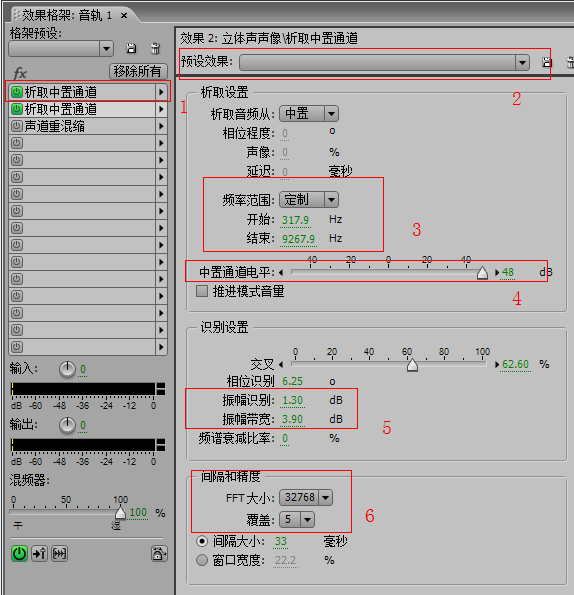 效果格架: 音轨 1 ×
格架预设:
fx 移除所有
析取中置通道
析取中置通道
声道重混缩
1
输入: 0
dB -60 -48 -36 -24 -12 0
输出: 0
dB -60 -48 -36 -24 -12 0
混频器:
0 50 100
100 %
干 湿
效果 2: 立体声声像\析取中置通道
预设效果:
2
析取设置
析取音频从: 中置
相位程度: 0 o
声像: 0 %
延迟: 0 毫秒
频率范围: 定制
开始: 317.9 Hz
结束: 9267.9 Hz
3
40 20 0 20 40
中置通道电平: 48 dB
4
推进模式音量
识别设置
0 20 40 60 80 100
交叉 62.60 %
相位识别 6.25 o
振幅识别: 1.30 dB
振幅带宽: 3.90 dB
5
频谱衰减比率: 0 %
间隔和精度
FFT 大小: 32768
覆盖: 5
6
间隔大小: 33 毫秒
窗口宽度: 22.2 %